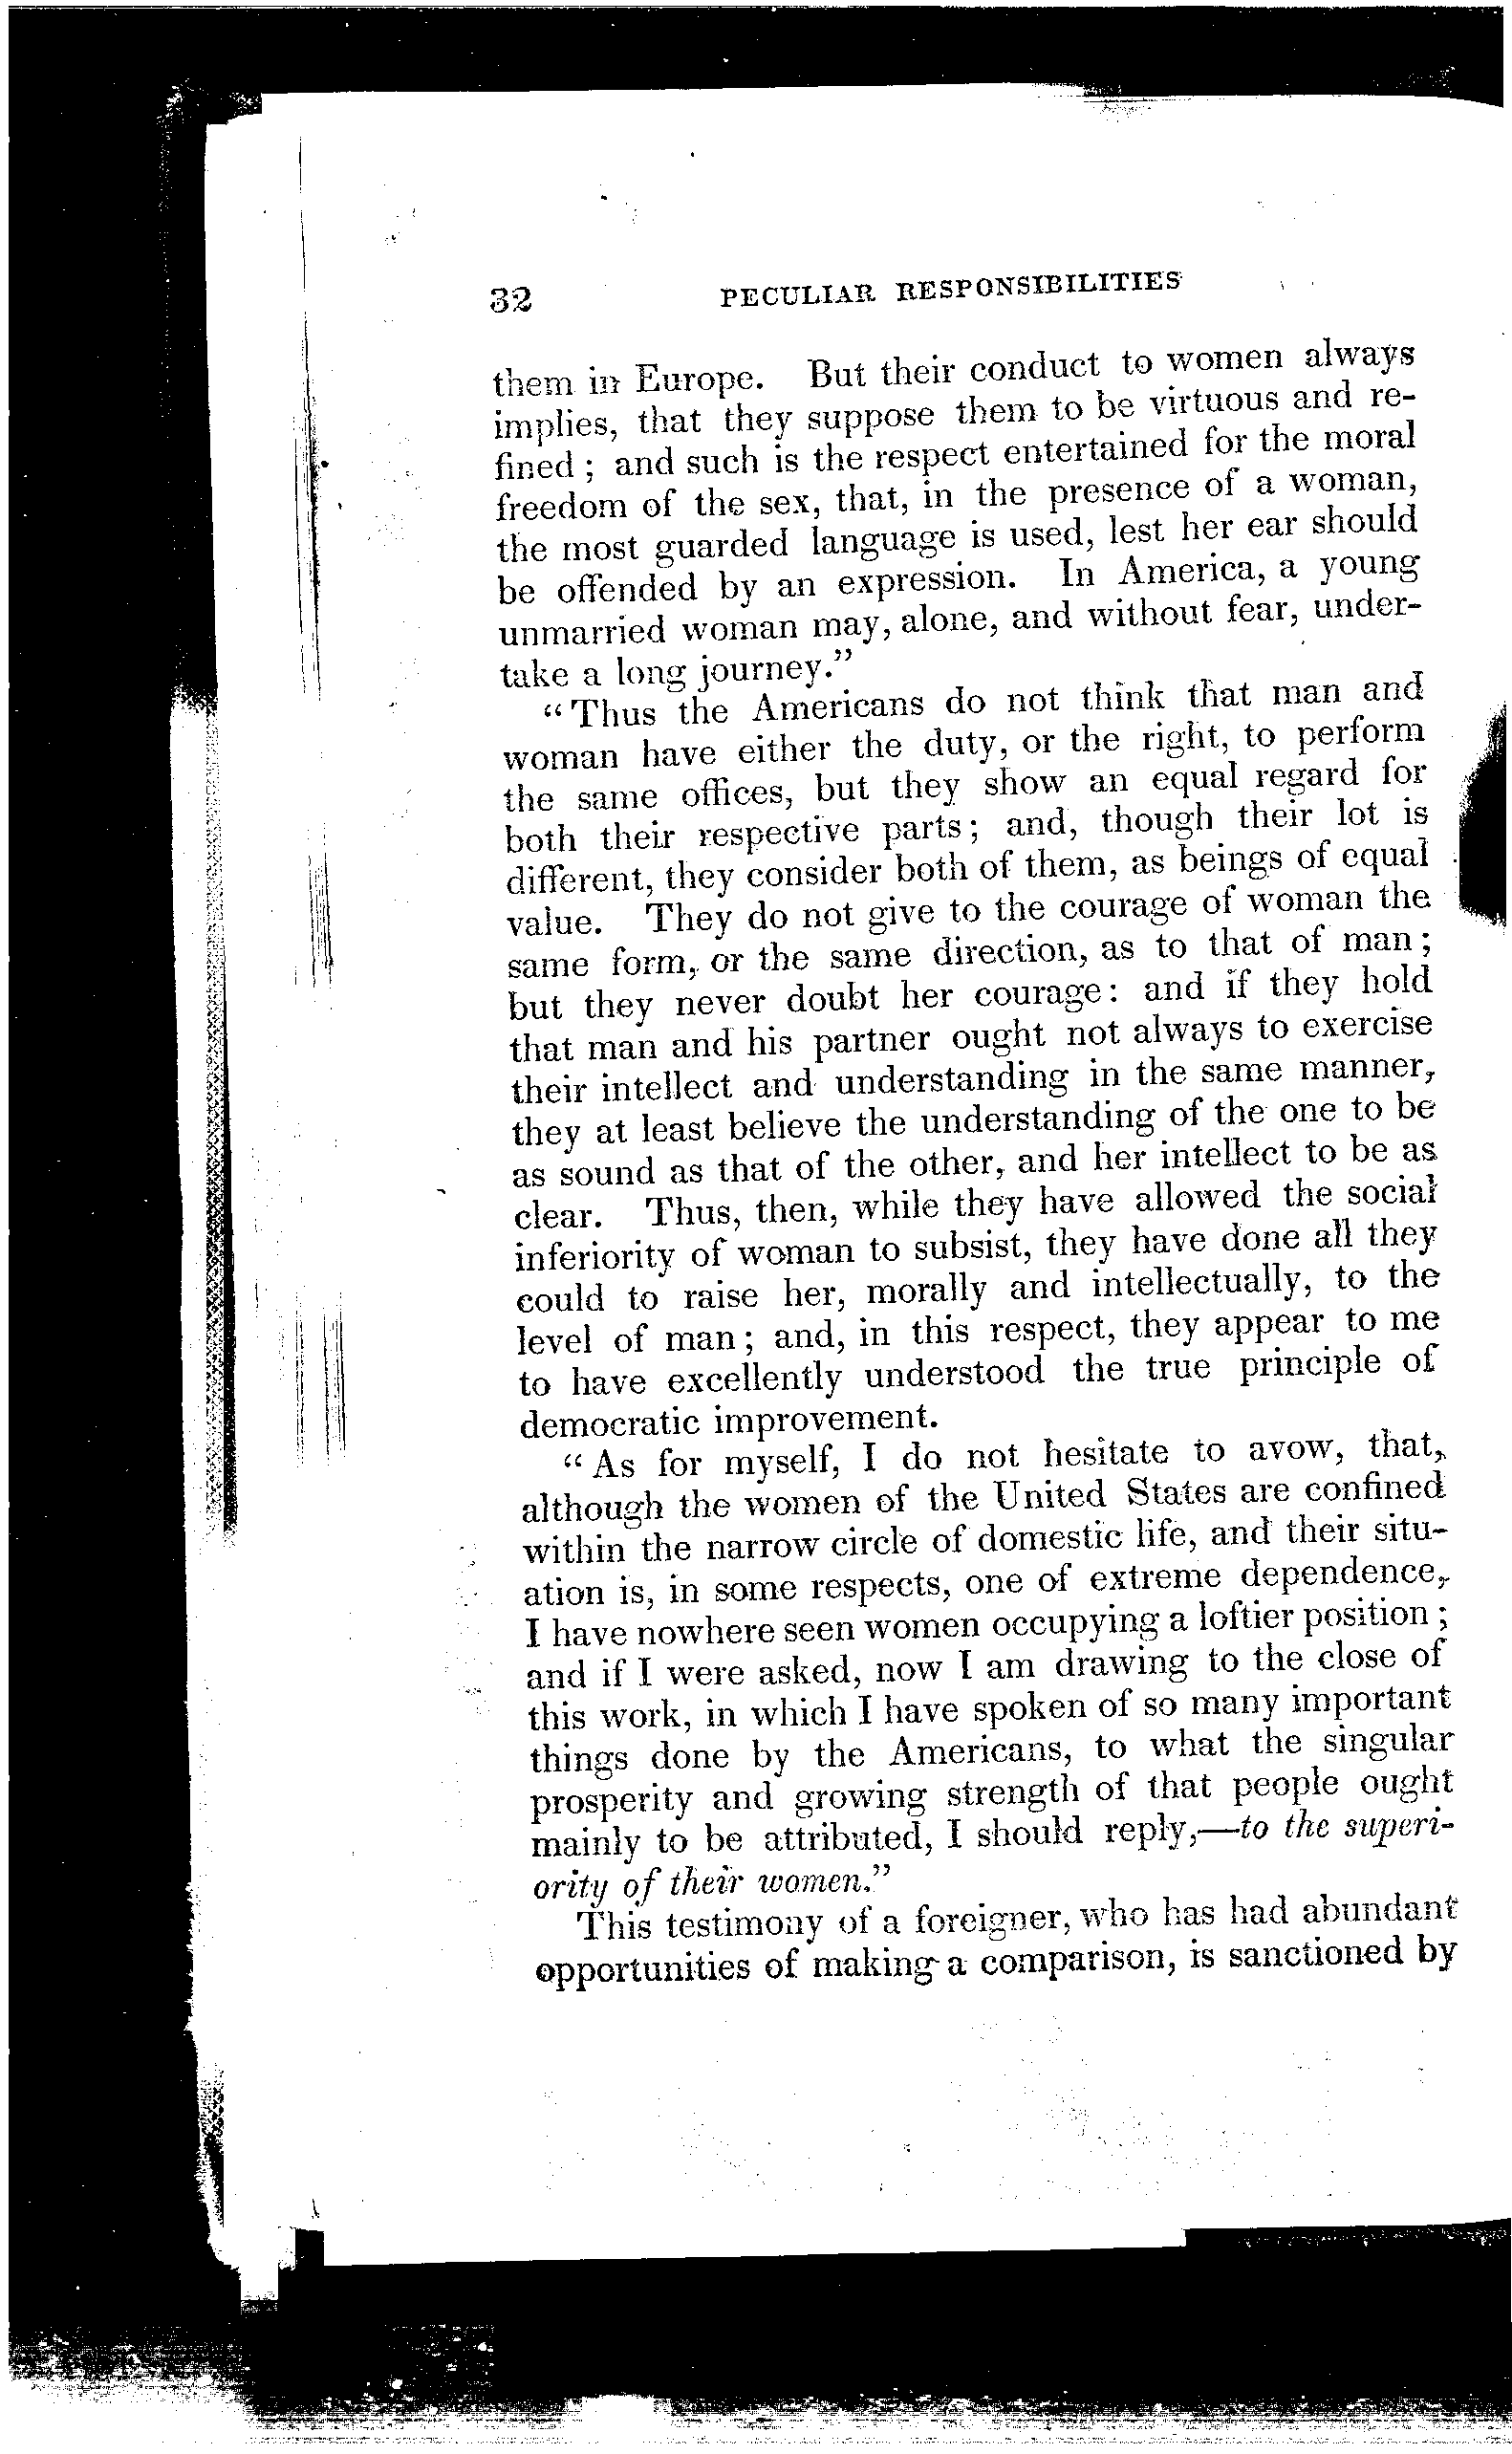 32 PECULIAR RESPONSIBILITIES
them in Europe. But their conduct to women always
implies, that they suppose them to be virtuous and re-
fined ; and such is the respect entertained for the moral
freedom of the sex, that, in the presence of a woman,
the most guarded language is used, lest her ear should
be offended by an expression. In America, a young
unmarried woman may, alone, and without fear, under-
take a long journey."
"Thus the Americans do not think that man and
woman have either the duty, or the right, to perform
the same offices, but they show an equal regard for
both their respective parts; and, though their lot is
different, they consider both of them, as beings of equal
value. They do not give to the courage of woman the
same form, or the same direction, as to that of man ;
but they never doubt her courage: and if they hold
that man and his partner ought not always to exercise
their intellect and understanding in the same manner,
they at least believe the understanding of the one to be
as sound as that of the other, and her intellect to be as
clear. Thus, then, while they have allowed the social
inferiority of woman to subsist, they have done all they
could to raise her, morally and intellectually, to the
level of man; and, in this respect, they appear to me
to have excellently understood the true principle of
democratic improvement.
"As for myself, I do not hesitate to avow, that,
although the women of the United States are confined
within the narrow circle of domestic life, and their situ-
ation is, in some respects, one of extreme dependence,
I have nowhere seen women occupying a loftier position ;
and if I were asked, now I am drawing to the close of
this work, in which I have spoken of so many important
things done by the Americans, to what the singular
prosperity and growing strength of that people ought
mainly to be attributed, I should reply,—to the superi-
ority of their women."
This testimony of a foreigner, who has had abundant
opportunities of making a comparison, is sanctioned by